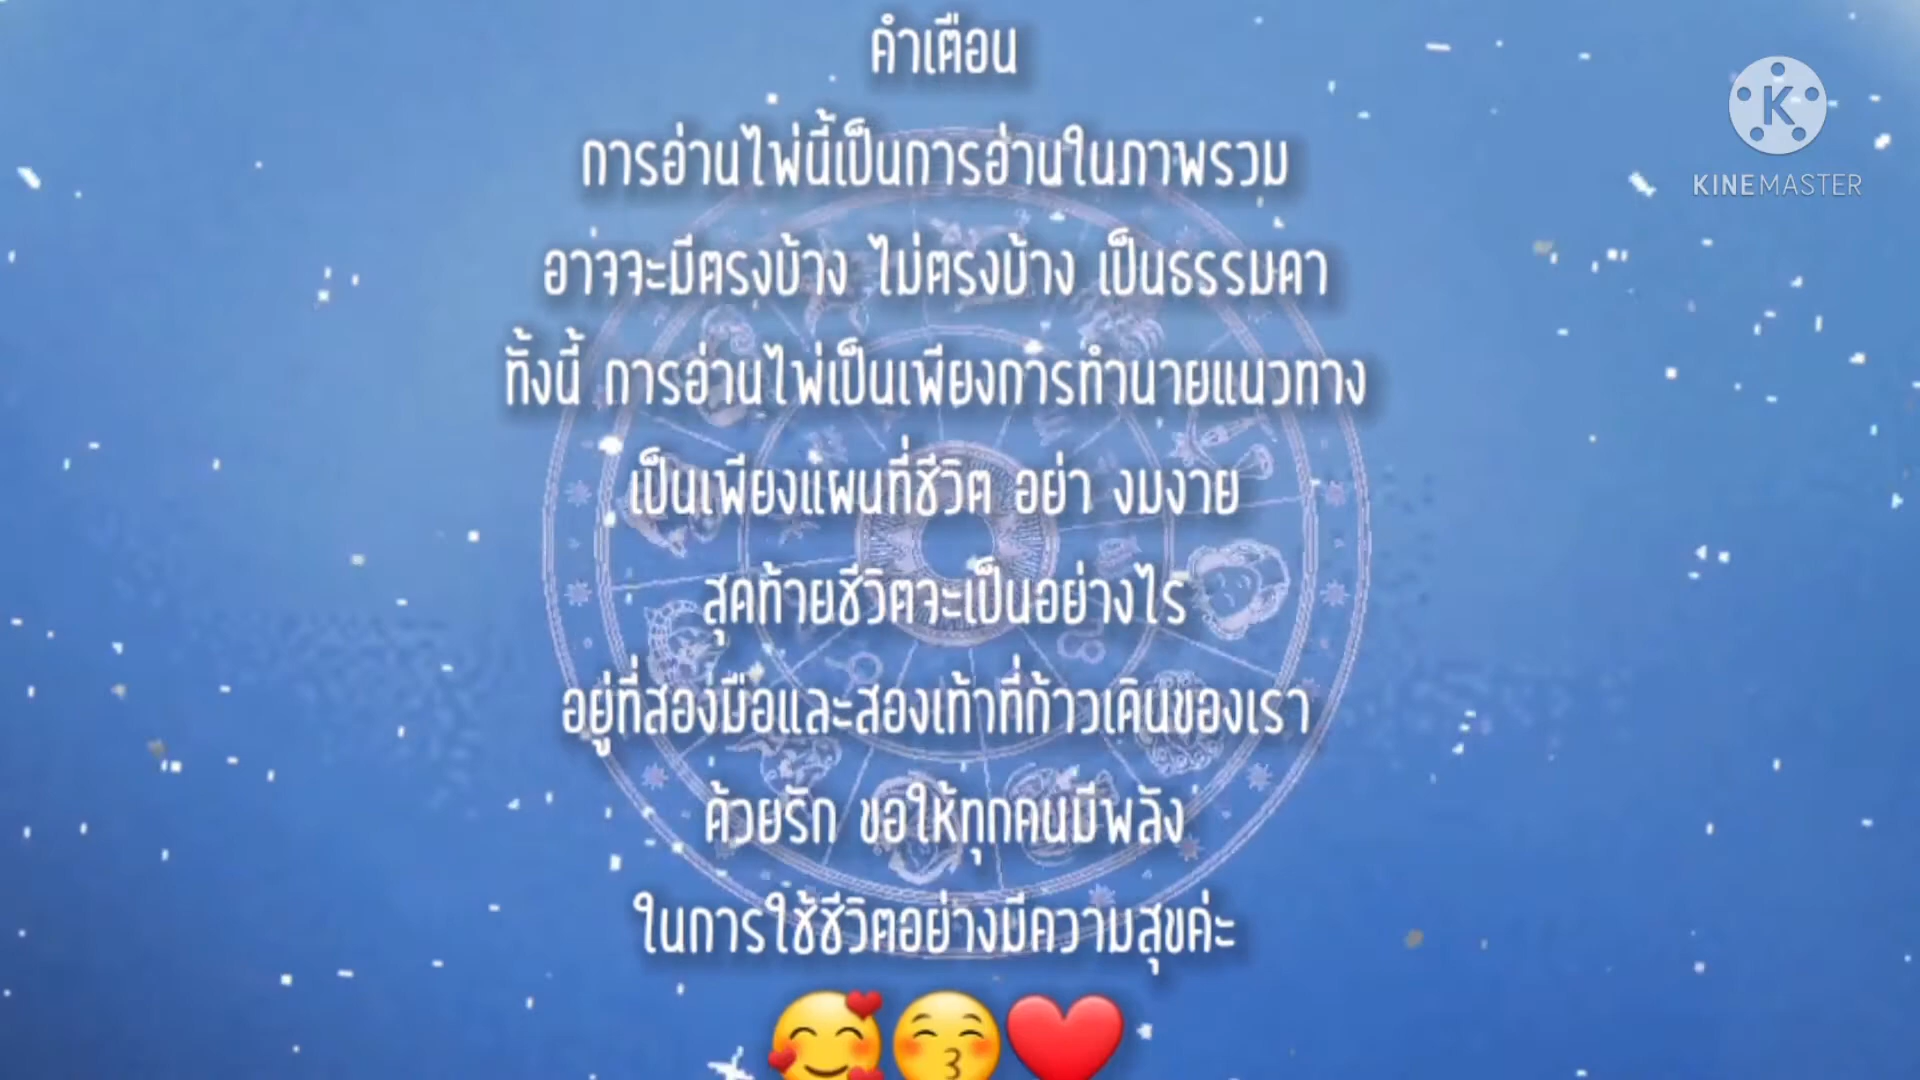 คำเตือน
KINEMASTER
การอ่านไพ่นี้เป็นการอ่านในภาพรวม
อาจจะมีตรงบ้าง ไม่ตรงบ้าง เป็นธรรมดา
ทั้งนี้ การอ่านไพ่เป็นเพียงการทำนายแนวทาง
เป็นเพียงแผนที่ชีวิต อย่า งมงาย
สุดท้ายชีวิตจะเป็นอย่างไร
อยู่ที่สองมือและสองเท้าที่ก้าวเดินของเรา
ด้วยรัก ขอให้ทุกคนมีพลัง
ในการใช้ชีวิตอย่างมีความสุขค่ะ